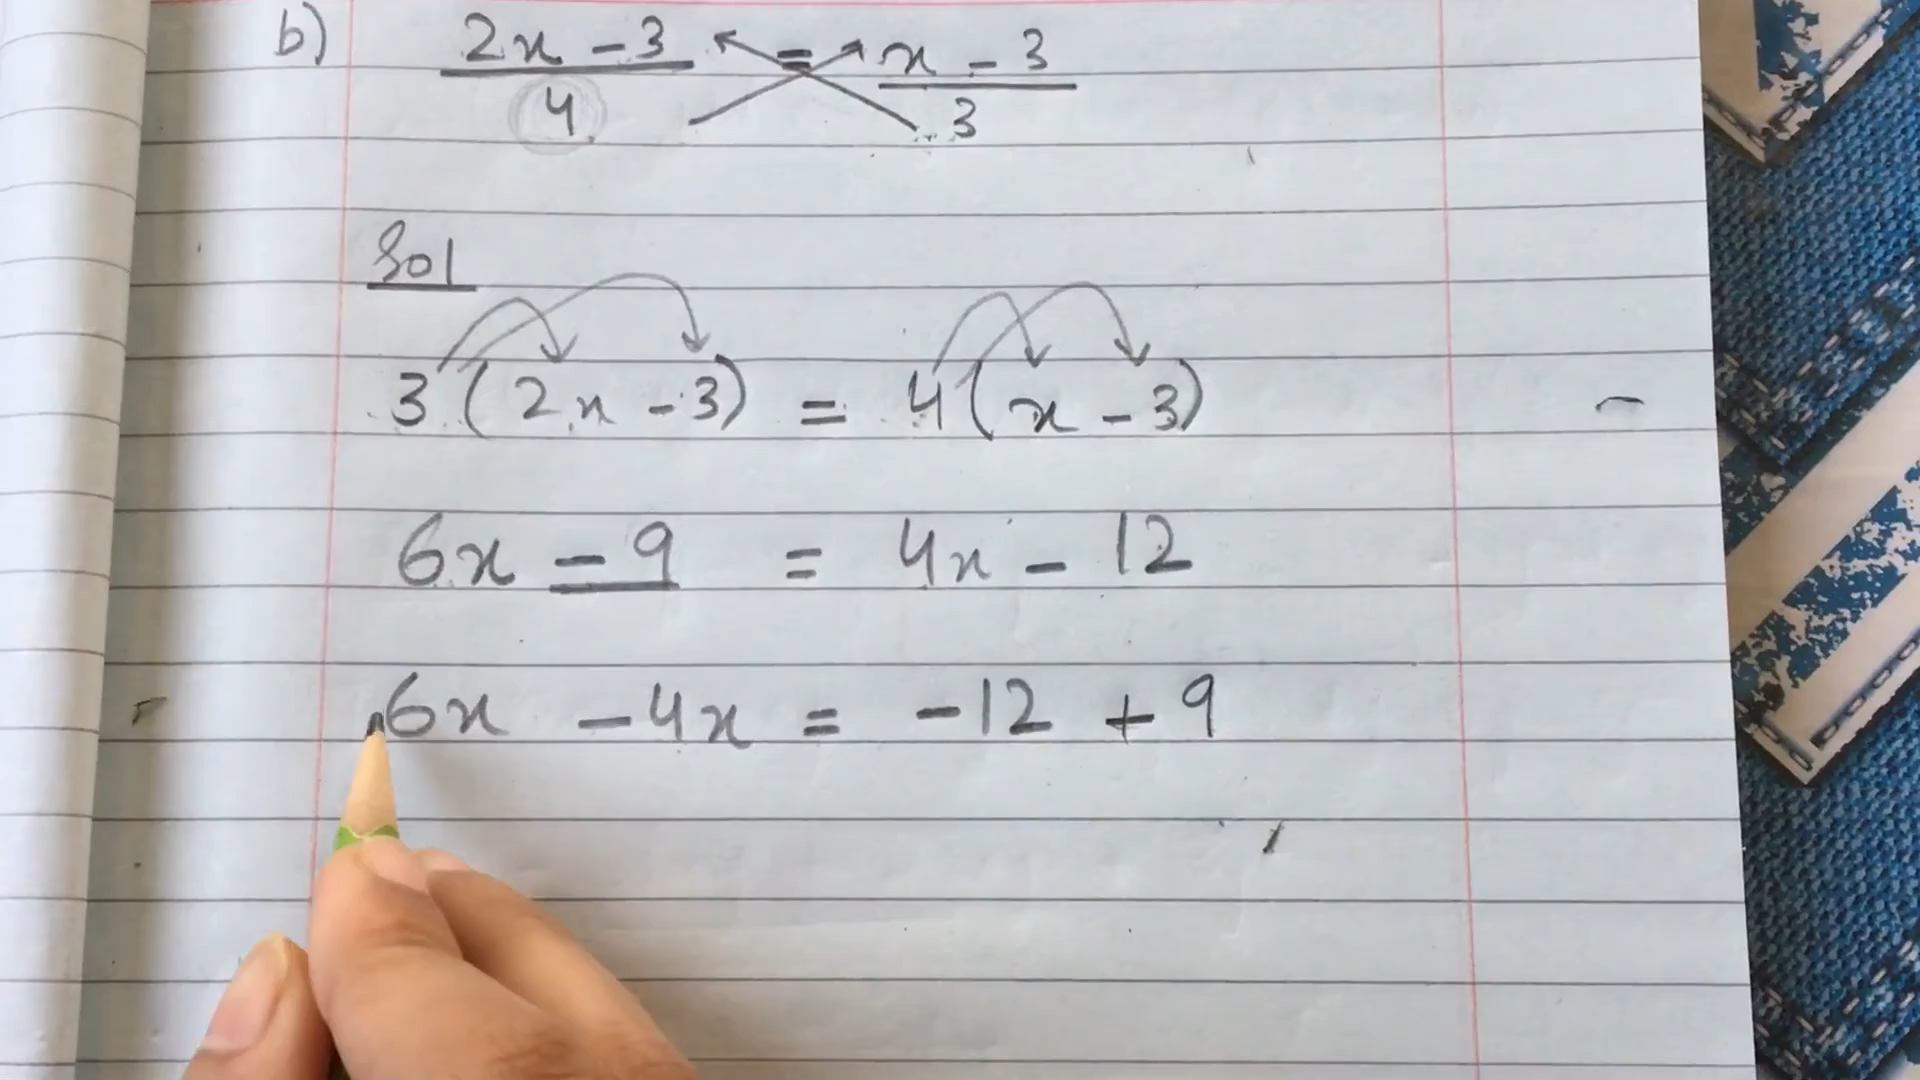 b) 2x - 3 / 4 = x - 3 / 3
Sol
3 (2x - 3) = 4 (x - 3)
6x - 9 = 4x - 12
6x - 4x = -12 + 9